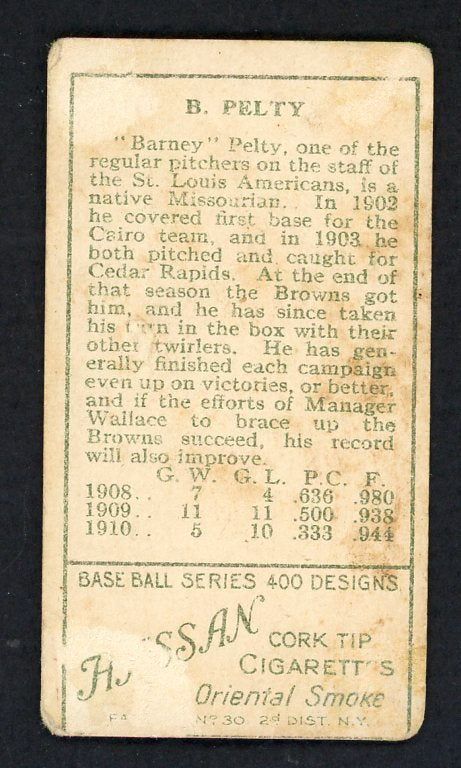 B. PELTY
"Barney" Pelty, one of the
regular pitchers on the staff of
the St. Louis Americans, is a
native Missourian. In 1902
he covered first base for the
Cairo team, and in 1903 he
both pitched and caught for
Cedar Rapids. At the end of
that season the Browns got
him, and he has since taken
his turn in the box with their
other twirlers. He has gen-
erally finished each campaign
even up on victories, or better,
and if the efforts of Manager
Wallace to brace up the
Browns succeed, his record
will also improve.
G. W. G. L. P. C. F.
1908.. 7 4 .636 .980
1909.. 11 11 .500 .938
1910.. 5 10 .333 .944
BASE BALL SERIES 400 DESIGNS
HASSAN
CORK TIP
CIGARETTES
Oriental Smoke
Nº 30. 2ᴰ DIST. N.Y.